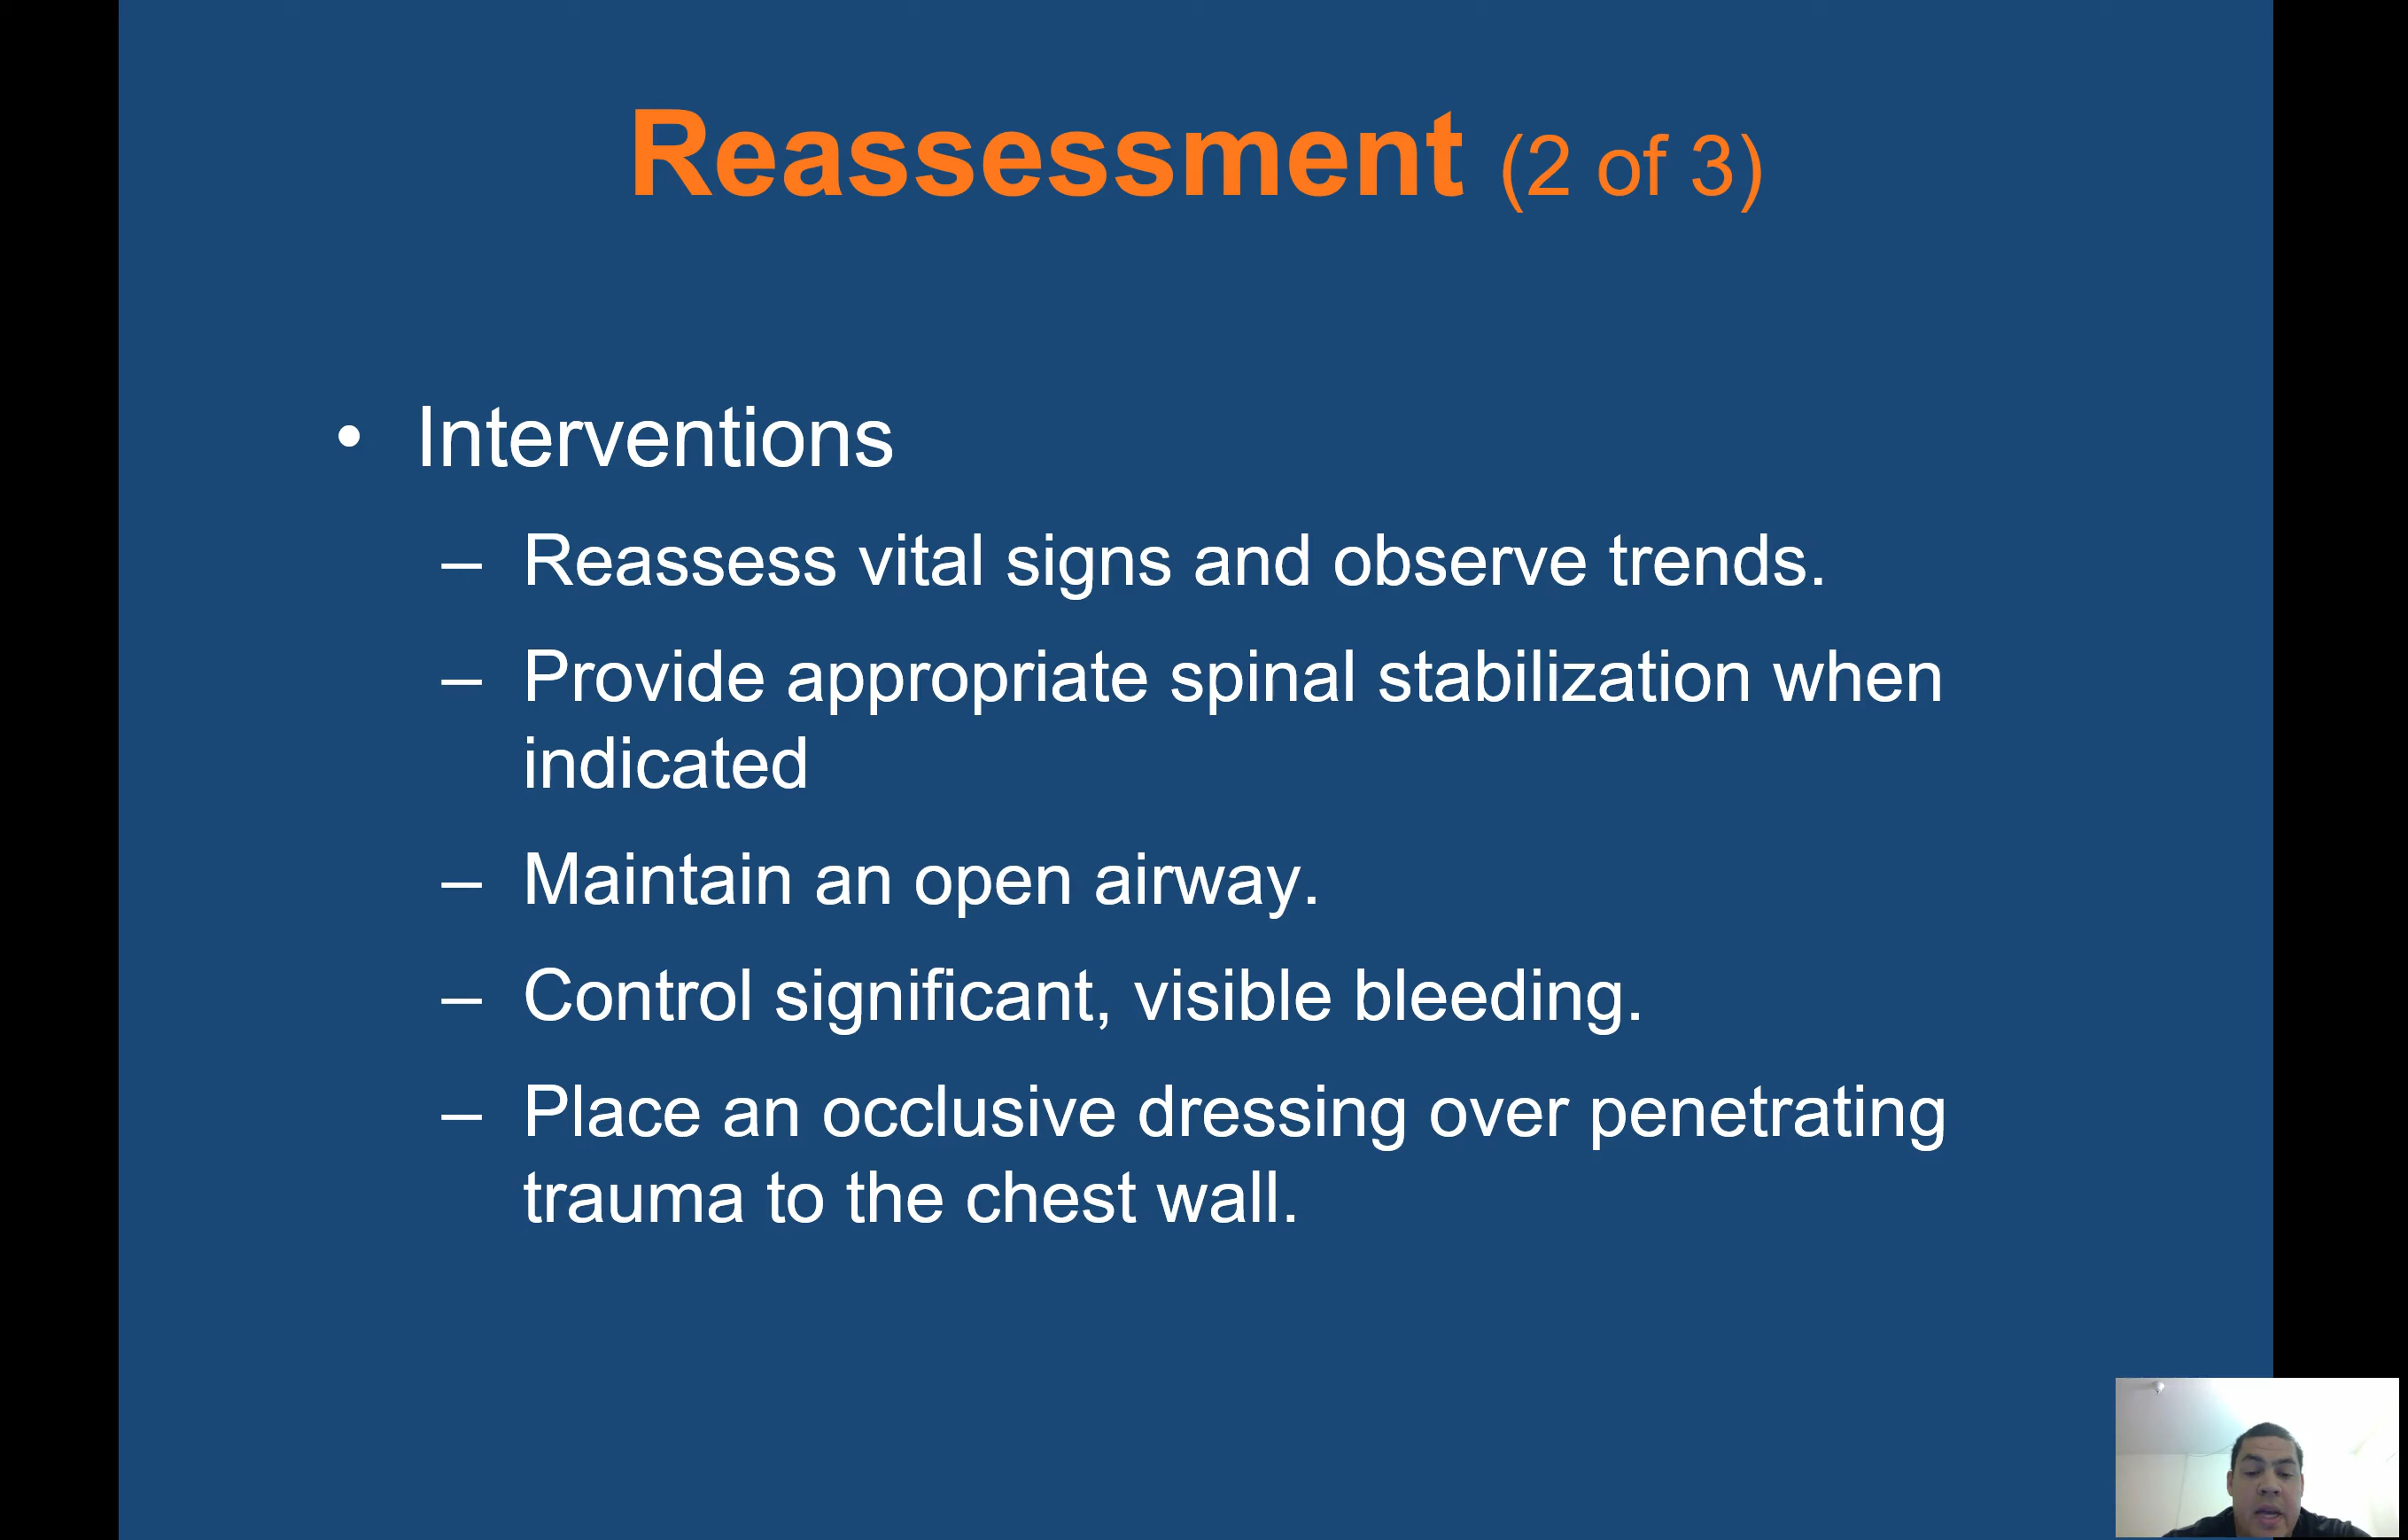 Reassessment (2 of 3)
• Interventions
– Reassess vital signs and observe trends.
– Provide appropriate spinal stabilization when
indicated
– Maintain an open airway.
– Control significant, visible bleeding.
– Place an occlusive dressing over penetrating
trauma to the chest wall.